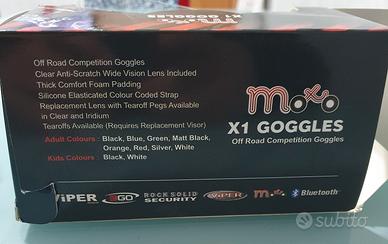 X1 GOGGLES
Off Road Competition Goggles
Clear Anti-Scratch Wide Vision Lens Included
Thick Comfort Foam Padding
Silicone Elasticated Colour Coded Strap
Replacement Lens with Tearoff Pegs Available
in Clear and Iridium
Tearoffs Available (Requires Replacement Visor)
Adult Colours : Black, Blue, Green, Matt Black,
Orange, Red, Silver, White
Kids Colours : Black, White
moxo
X1 GOGGLES
Off Road Competition Goggles
VIPER
ROCK SOLID
SECURITY
VIPER
moxo
Bluetooth
subito